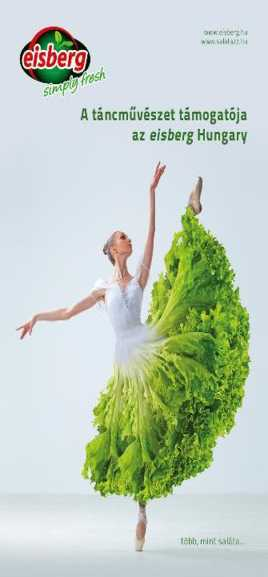 www.eisberg.hu
www.salatazz.hu
eisberg
simply fresh
A táncművészet támogatója
az eisberg Hungary
több, mint saláta...